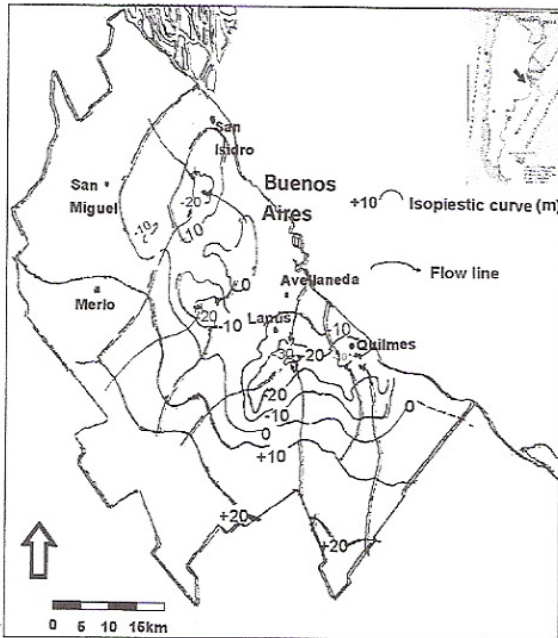 San
Isidro
San
Miguel
Buenos
Aires
+10 Isopiestic curve (m)
-20
-10
10
0
Flow line
Avellaneda
Merlo
20
-10
Lanus
-10
Quilmes
-30
-20
-20
-10
0
0
+10
+20
+20
0 5 10 15km